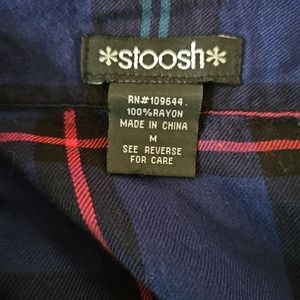 *stoosh*
RN#109644
100%RAYON
MADE IN CHINA
M
SEE REVERSE
FOR CARE